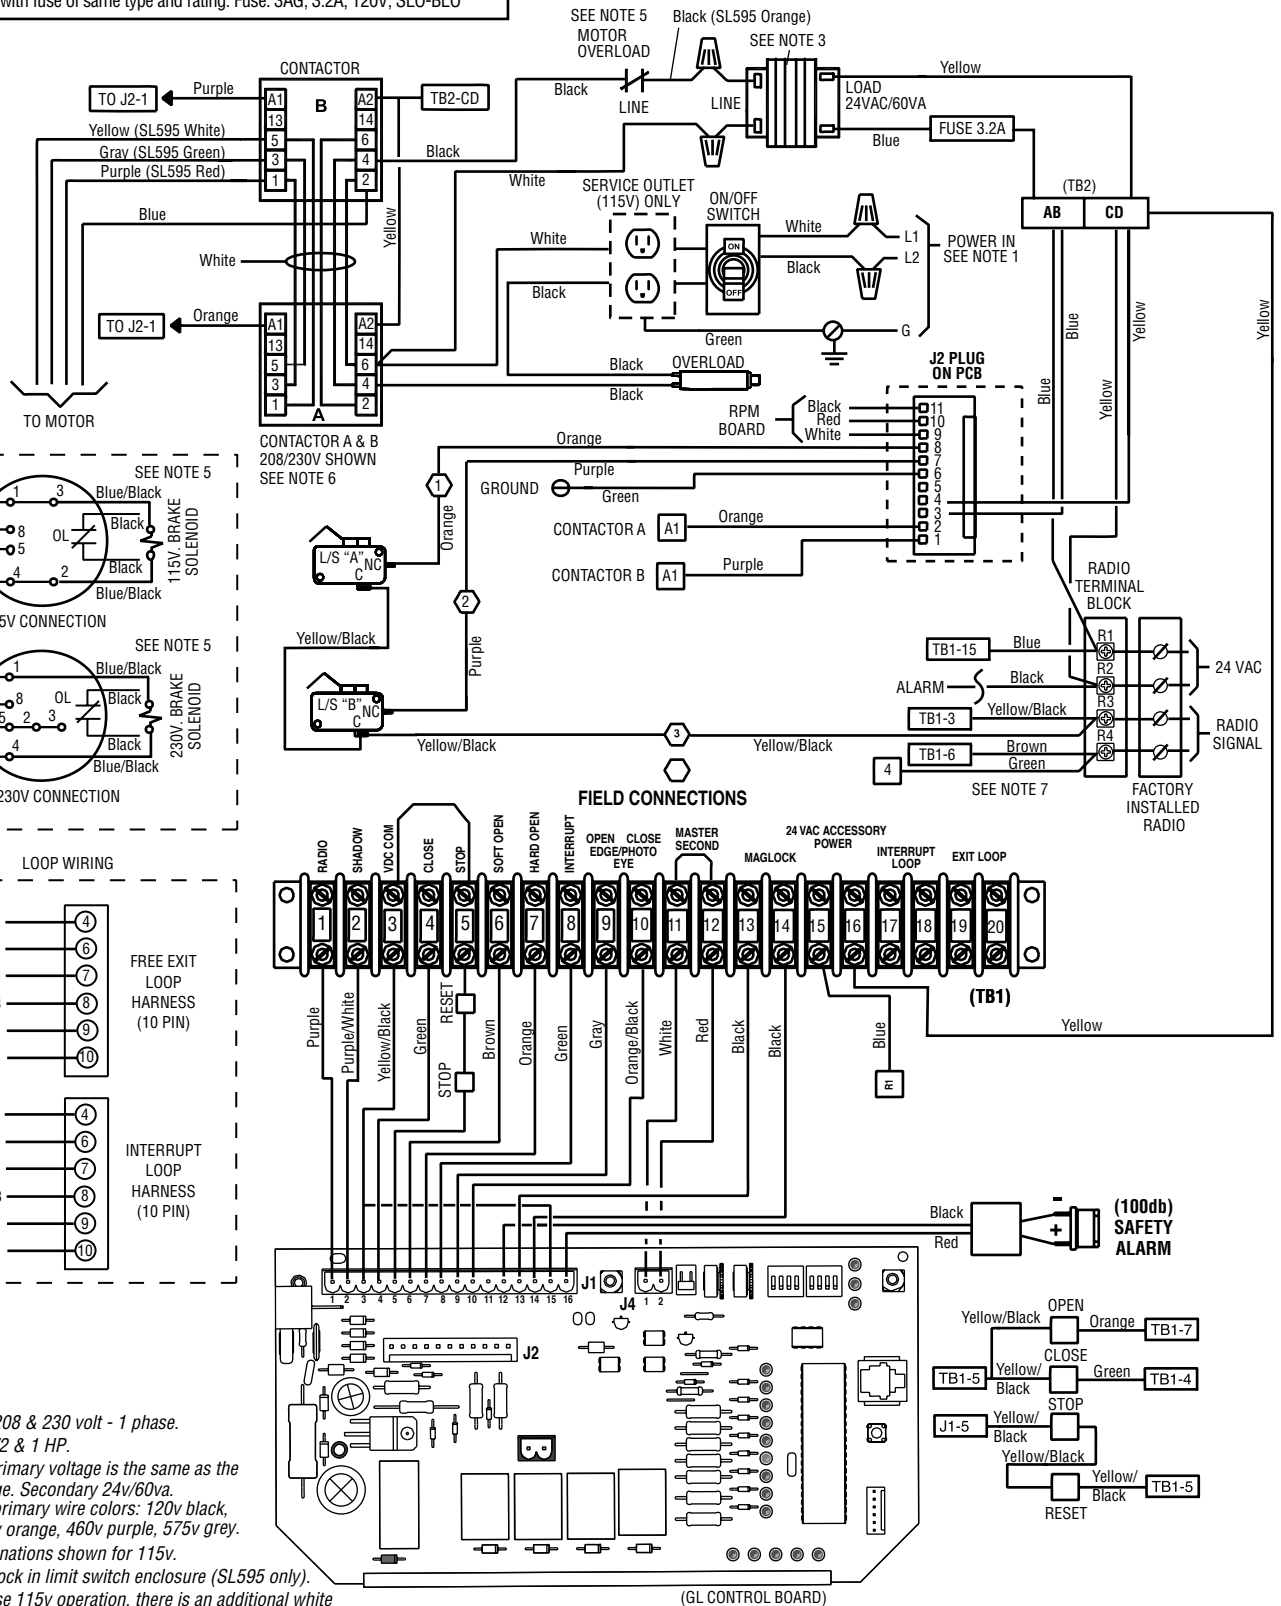 with fuse of same type and rating. Fuse: 3AG, 3.2A, 120V, SLO-BLO
SEE NOTE 5
MOTOR
OVERLOAD
Black (SL595 Orange)
SEE NOTE 3
Black
LINE
LINE
LOAD
24VAC/60VA
Yellow
Blue
FUSE 3.2A
CONTACTOR
TO J2-1
Purple
A1
B
A2
TB2-CD
13
14
Yellow (SL595 White)
5
6
Gray (SL595 Green)
3
4
Black
Purple (SL595 Red)
1
2
White
Blue
Yellow
White
TO J2-1
Orange
A1
A2
13
14
5
6
3
4
1
A
2
TO MOTOR
CONTACTOR A & B
208/230V SHOWN
SEE NOTE 6
SERVICE OUTLET
(115V) ONLY
ON/OFF
SWITCH
ON
OFF
White
Black
White
Black
L1
L2
G
POWER IN
SEE NOTE 1
Green
Black
OVERLOAD
Black
(TB2)
AB
CD
Blue
Yellow
Yellow
Blue
Yellow
J2 PLUG
ON PCB
RPM
BOARD
Black
Red
White
11
10
9
8
7
6
5
4
3
2
1
Orange
Purple
GROUND
Green
CONTACTOR A
A1
Orange
CONTACTOR B
A1
Purple
1
Orange
2
Purple
L/S "A"
NC
C
Yellow/Black
L/S "B"
NC
C
Yellow/Black
3
Yellow/Black
RADIO
TERMINAL
BLOCK
TB1-15
Blue
R1
ALARM
Black
R2
24 VAC
TB1-3
Yellow/Black
R3
RADIO
SIGNAL
TB1-6
Brown
R4
4
Green
SEE NOTE 7
FACTORY
INSTALLED
RADIO
SEE NOTE 5
1
3
Blue/Black
8
5
OL
Black
4
2
Black
Blue/Black
115V. BRAKE
SOLENOID
5V CONNECTION
SEE NOTE 5
1
Blue/Black
8
OL
Black
5
2
3
4
Black
Blue/Black
230V. BRAKE
SOLENOID
230V CONNECTION
LOOP WIRING
4
6
7
8
9
10
FREE EXIT
LOOP
HARNESS
(10 PIN)
4
6
7
8
9
10
INTERRUPT
LOOP
HARNESS
(10 PIN)
FIELD CONNECTIONS
RADIO
SHADOW
VDC COM
CLOSE
STOP
SOFT OPEN
HARD OPEN
INTERRUPT
OPEN CLOSE
EDGE/PHOTO
EYE
MASTER
SECOND
MAGLOCK
24 VAC ACCESSORY
POWER
INTERRUPT
LOOP
EXIT LOOP
1 2 3 4 5 6 7 8 9 10 11 12 13 14 15 16 17 18 19 20
(TB1)
Purple
Purple/White
Yellow/Black
Green
RESET
STOP
Brown
Orange
Green
Gray
Orange/Black
White
Red
Black
Black
Blue
R1
Yellow
Black
Red
-
+
(100db)
SAFETY
ALARM
1 2 3 4 5 6 7 8 9 10 11 12 13 14 15 16
J1
J4
1 2
J2
Yellow/Black
OPEN
Orange
TB1-7
CLOSE
TB1-5
Yellow/
Black
Green
TB1-4
STOP
J1-5
Yellow/
Black
Yellow/Black
Yellow/
Black
TB1-5
RESET
208 & 230 volt - 1 phase.
/2 & 1 HP.
rimary voltage is the same as the
ge. Secondary 24v/60va.
primary wire colors: 120v black,
v orange, 460v purple, 575v grey.
inations shown for 115v.
ock in limit switch enclosure (SL595 only).
se 115v operation, there is an additional white
(GL CONTROL BOARD)